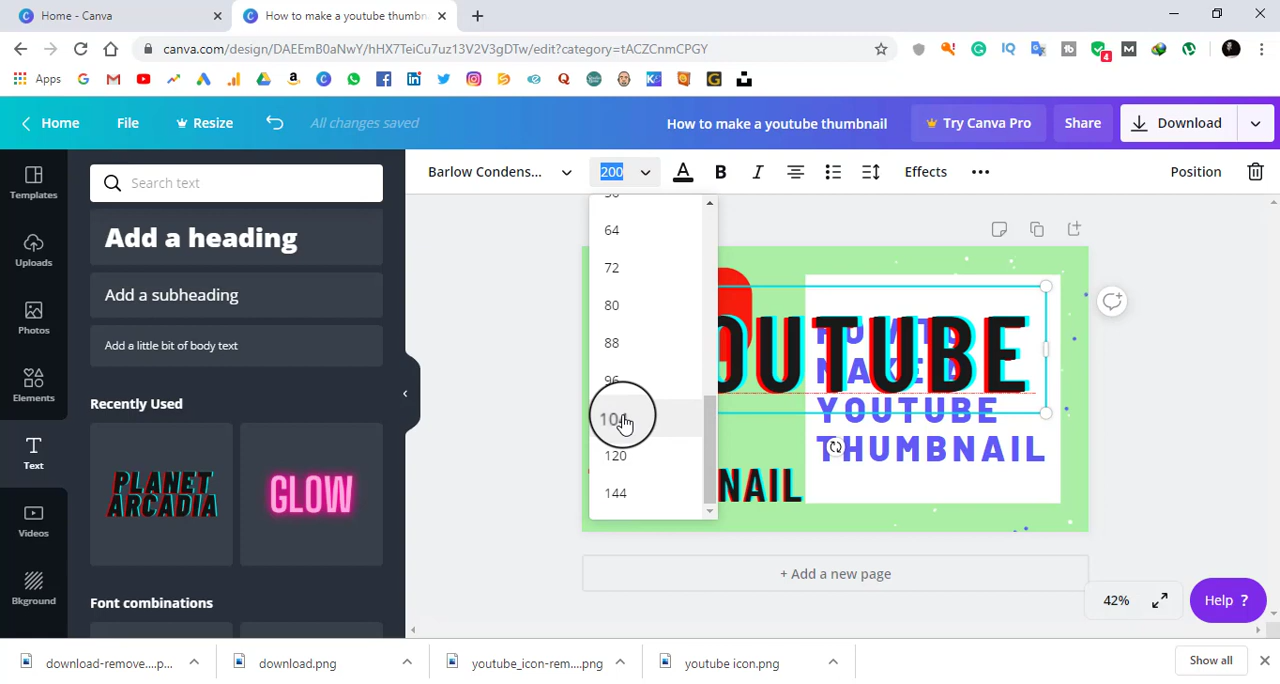 Home - Canva
How to make a youtube thumbn
canva.com/design/DAEmB0aNwY/hHX7TeiCu7uz13V2V3gDTw/edit?category=tACZCnmCPGY
Apps
Home
File
Resize
All changes saved
How to make a youtube thumbnail
Try Canva Pro
Share
Download
Barlow Condens...
200
Effects
Position
Templates
Uploads
Photos
Elements
Text
Videos
Bkground
Search text
Add a heading
Add a subheading
Add a little bit of body text
Recently Used
PLANET
ARCADIA
GLOW
Font combinations
64
72
80
88
96
120
144
OUTUBE
YOUTUBE
THUMBNAIL
NAIL
+ Add a new page
42%
Help ?
download-remove....p...
download.png
youtube_icon-rem....png
youtube icon.png
Show all